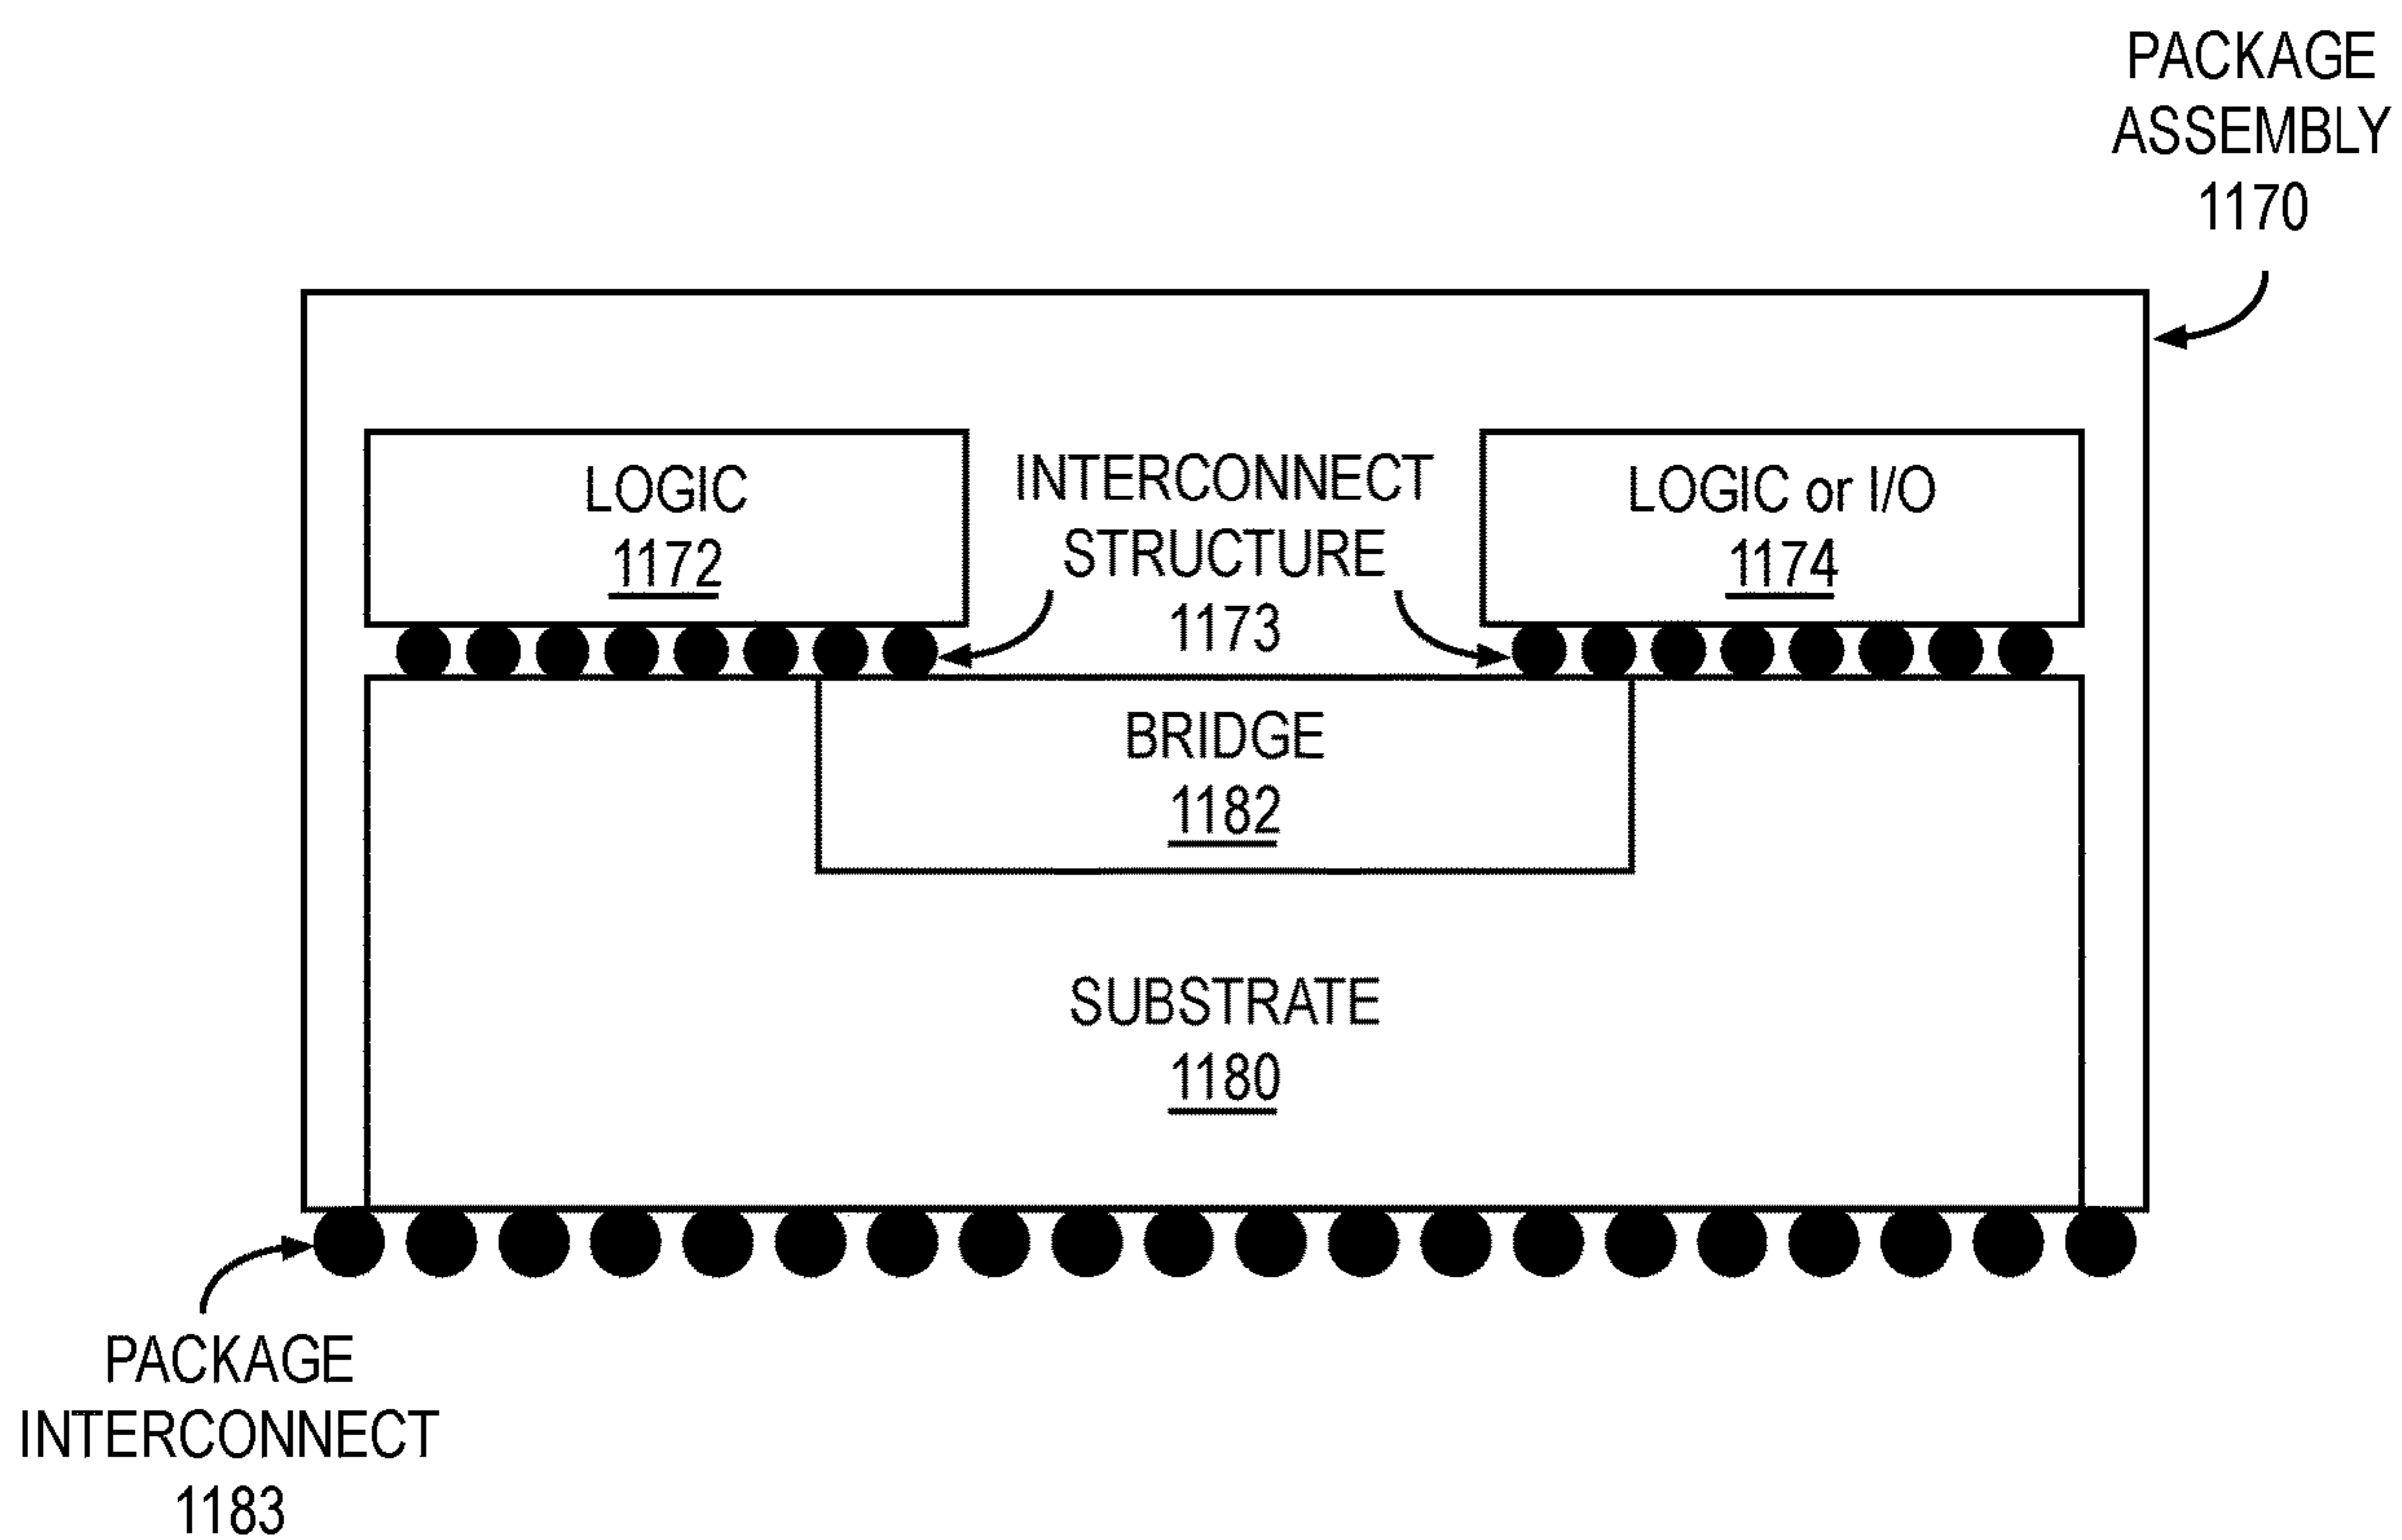 PACKAGE
ASSEMBLY
1170
LOGIC
1172
INTERCONNECT
STRUCTURE
1173
LOGIC or I/O
1174
BRIDGE
1182
SUBSTRATE
1180
PACKAGE
INTERCONNECT
1183